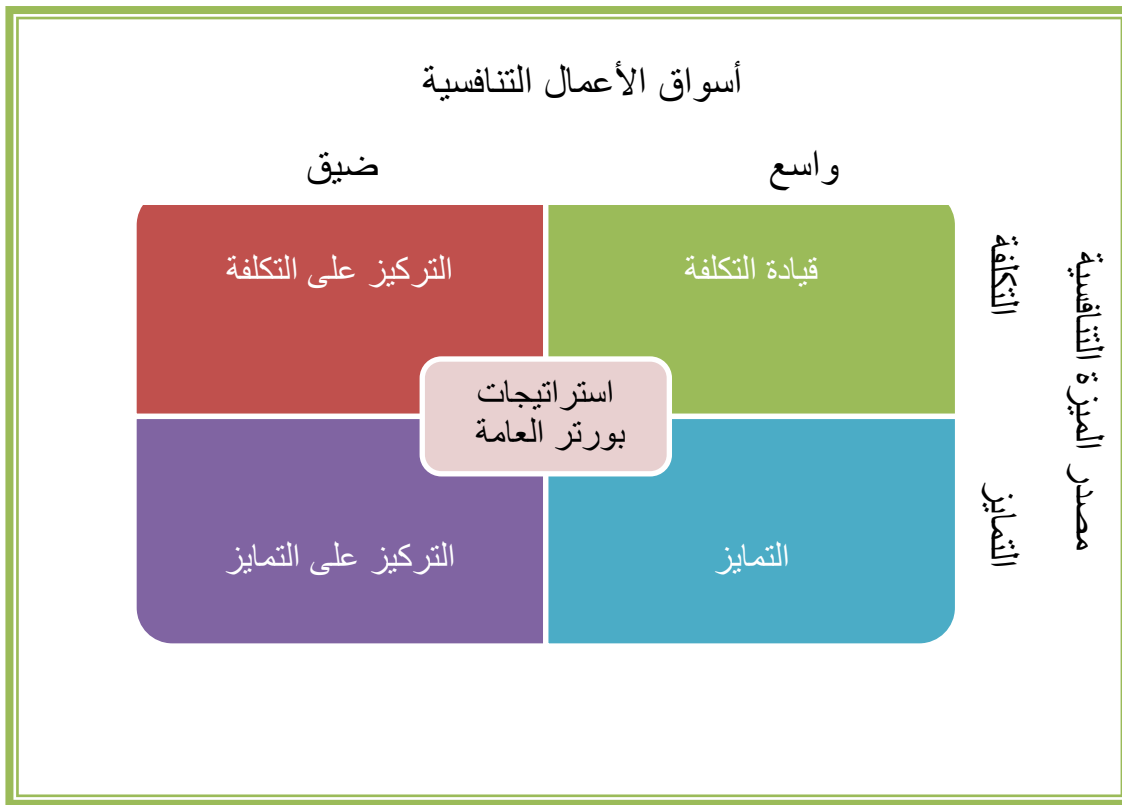 أسواق الأعمال التنافسية
واسع
ضيق
مصدر الميزة التنافسية
التكلفة
قيادة التكلفة
التركيز على التكلفة
استراتيجات
بورتر العامة
التمايز
التمايز
التركيز على التمايز